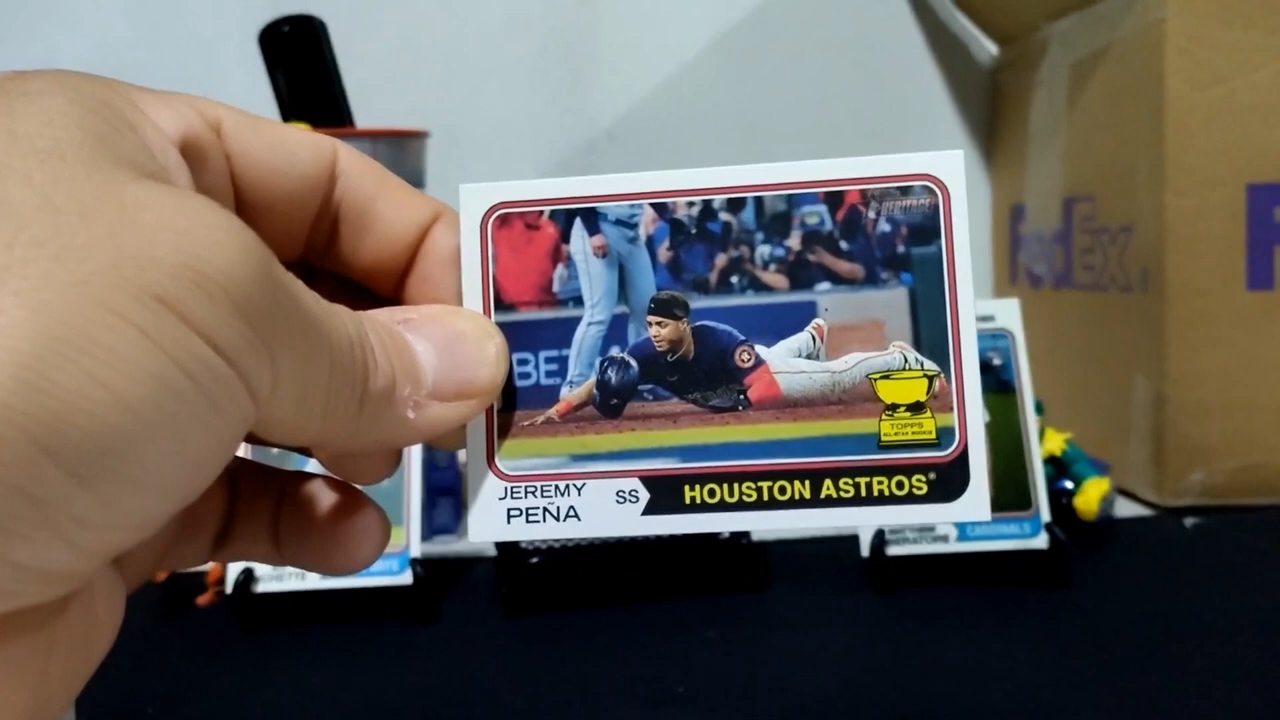 HERITAGE
BET
TOPPS
ALL-STAR ROOKIE
JEREMY
PEÑA
SS
HOUSTON ASTROS®
FedEx.
CARDINALS